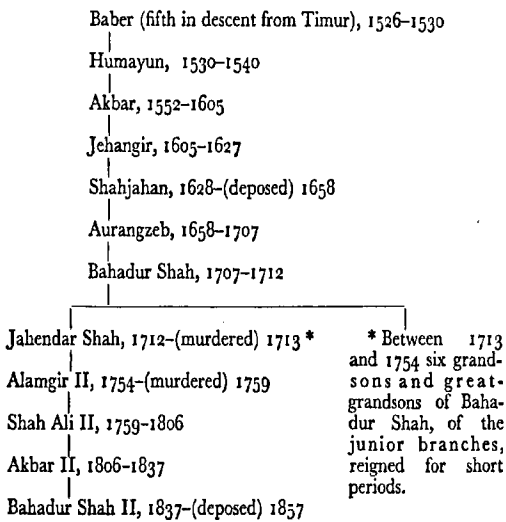 Baber (fifth in descent from Timur), 1526–1530
Humayun, 1530–1540
Akbar, 1552–1605
Jehangir, 1605–1627
Shahjahan, 1628–(deposed) 1658
Aurangzeb, 1658–1707
Bahadur Shah, 1707–1712
Jahendar Shah, 1712–(murdered) 1713 *
Alamgir II, 1754–(murdered) 1759
Shah Ali II, 1759–1806
Akbar II, 1806–1837
Bahadur Shah II, 1837–(deposed) 1857
* Between 1713
and 1754 six grand-
sons and great-
grandsons of Baha-
dur Shah, of the
junior branches,
reigned for short
periods.